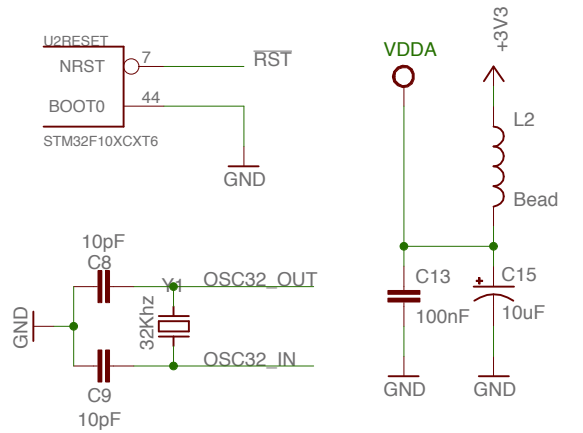 U2RESET
NRST
7
RST
BOOT0
44
STM32F10XCXT6
GND
10pF
C8
Y1
OSC32_OUT
GND
32Khz
OSC32_IN
C9
10pF
VDDA
+3V3
L2
Bead
C13
100nF
+
C15
10uF
GND
GND